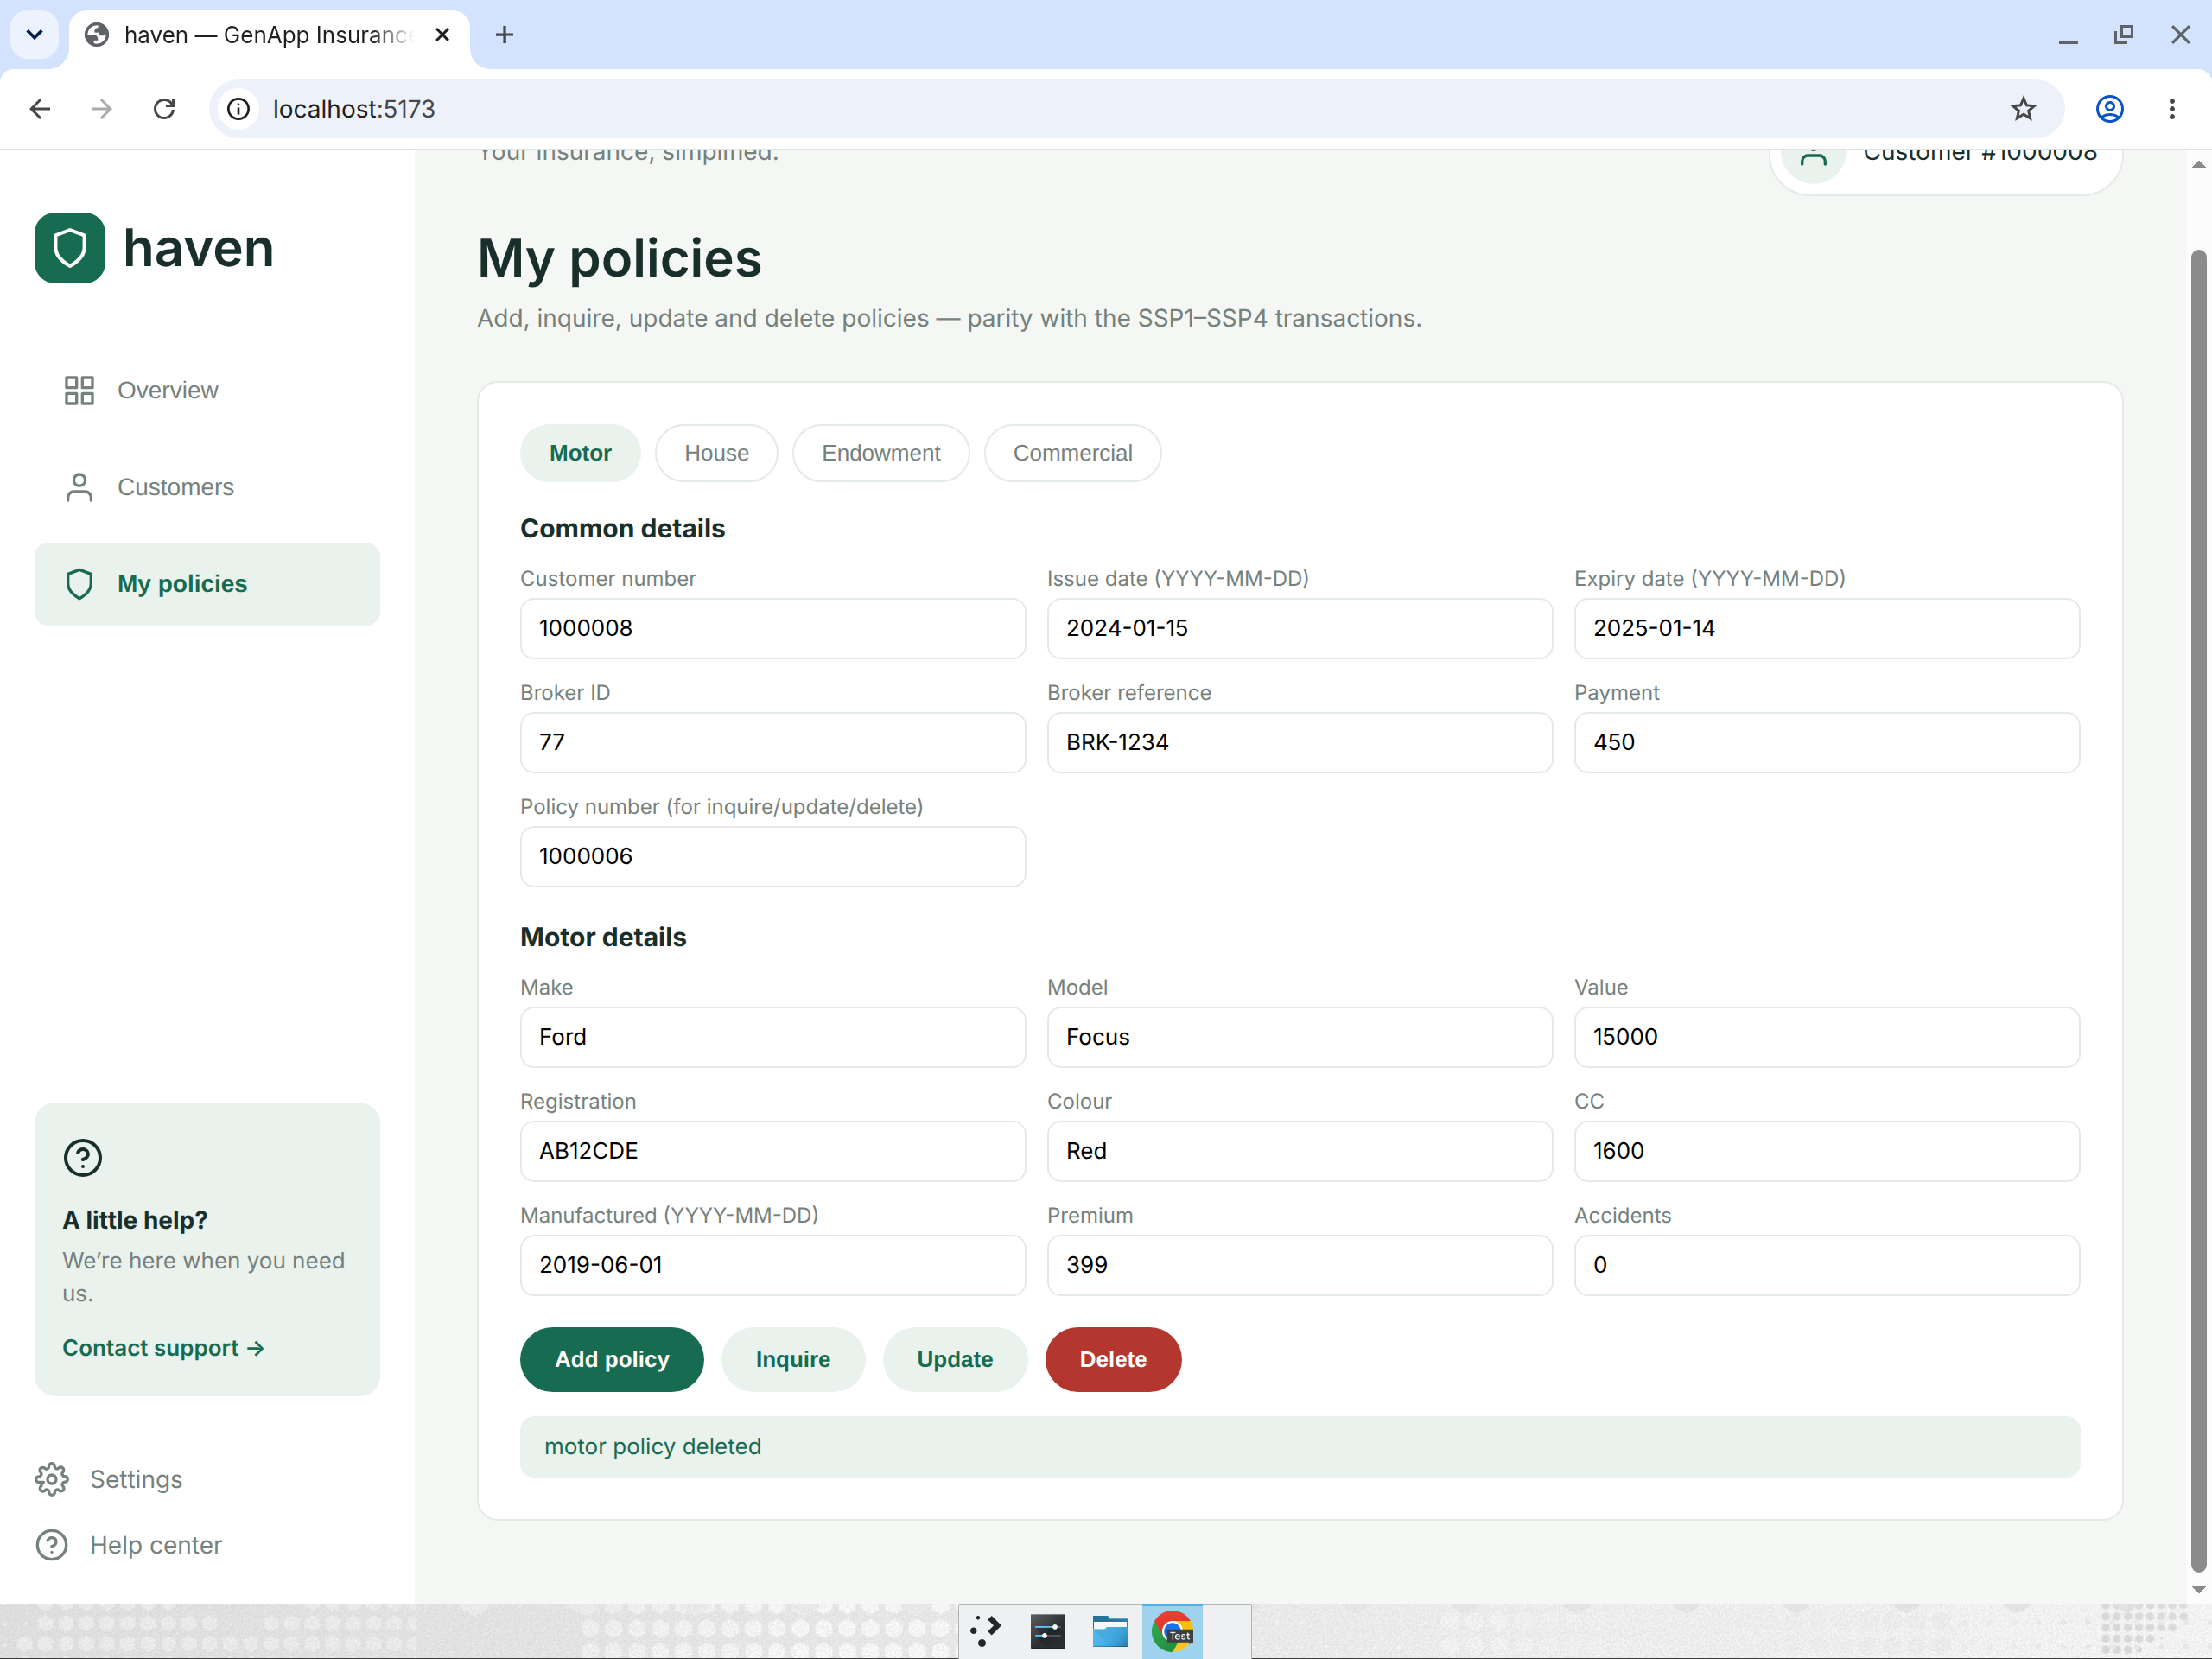 haven — GenApp Insurance
localhost:5173
Your insurance, simplified.
Customer #1000008
haven
My policies
Add, inquire, update and delete policies — parity with the SSP1–SSP4 transactions.
Overview
Customers
My policies
Motor
House
Endowment
Commercial
Common details
Customer number
Issue date (YYYY-MM-DD)
Expiry date (YYYY-MM-DD)
1000008
2024-01-15
2025-01-14
Broker ID
Broker reference
Payment
77
BRK-1234
450
Policy number (for inquire/update/delete)
1000006
Motor details
Make
Model
Value
Ford
Focus
15000
Registration
Colour
CC
AB12CDE
Red
1600
Manufactured (YYYY-MM-DD)
Premium
Accidents
2019-06-01
399
0
Add policy
Inquire
Update
Delete
motor policy deleted
A little help?
We’re here when you need
us.
Contact support →
Settings
Help center
Test